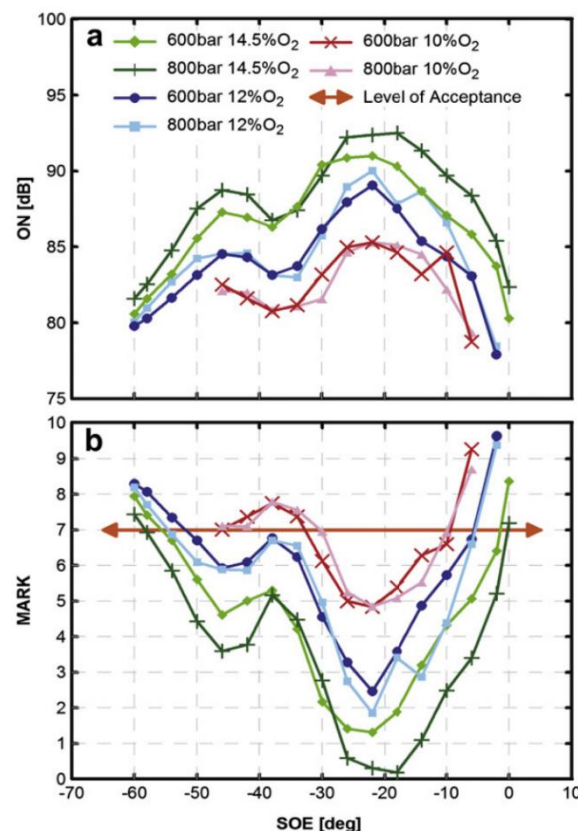 a
600bar 14.5%O2 600bar 10%O2
800bar 14.5%O2 800bar 10%O2
600bar 12%O2 Level of Acceptance
800bar 12%O2
95
90
85
80
75
ON [dB]
b
10
9
8
7
6
5
4
3
2
1
0
MARK
-70 -60 -50 -40 -30 -20 -10 0 10
SOE [deg]